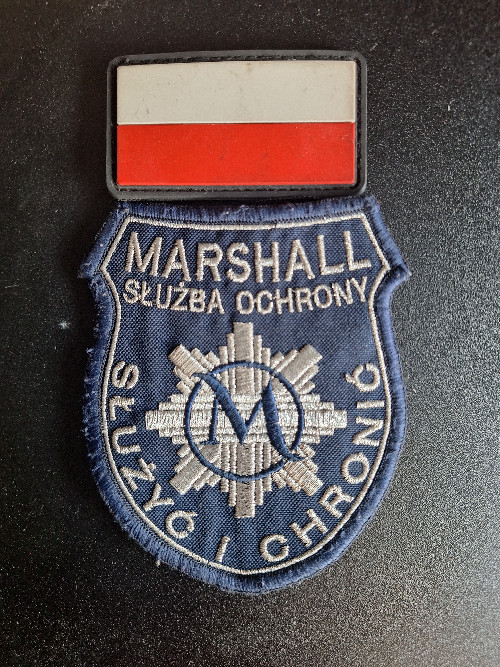 MARSHALL
SŁUŻBA OCHRONY
M
SŁUŻYĆ I CHRONIĆ